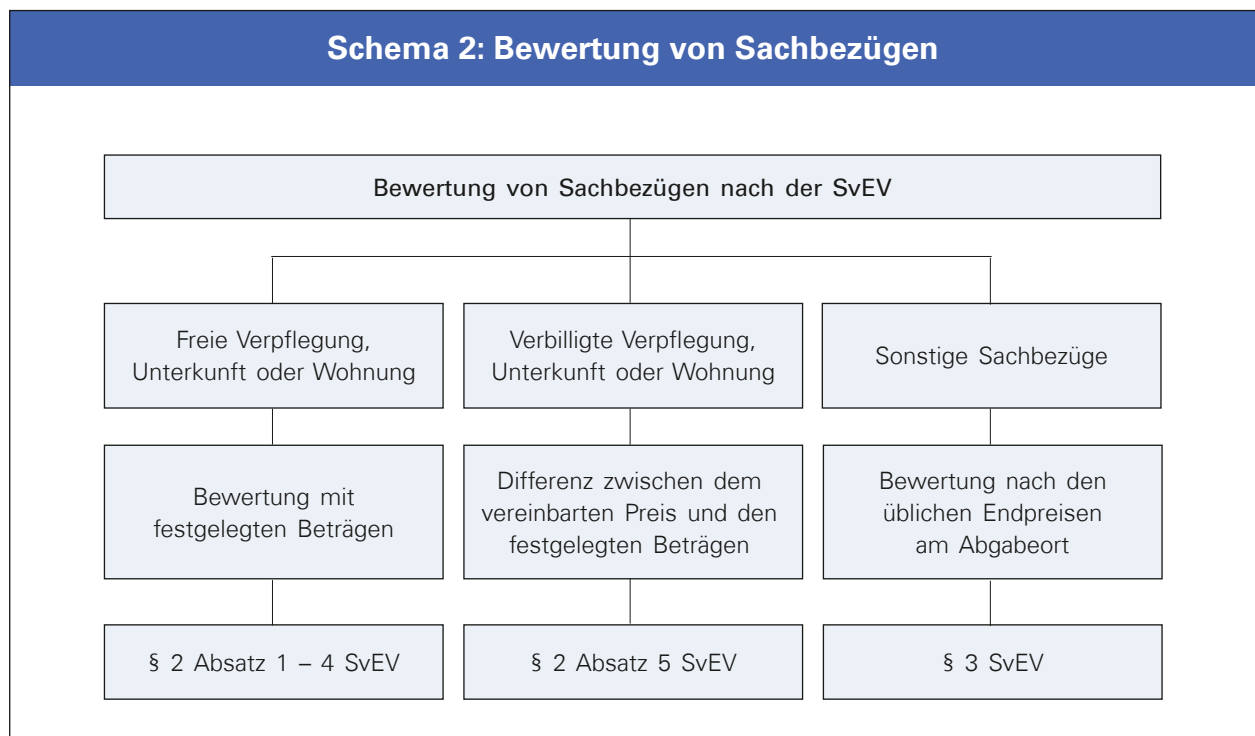 Schema 2: Bewertung von Sachbezügen
Bewertung von Sachbezügen nach der SvEV
Freie Verpflegung,
Unterkunft oder Wohnung
Verbilligte Verpflegung,
Unterkunft oder Wohnung
Sonstige Sachbezüge
Bewertung mit
festgelegten Beträgen
Differenz zwischen dem
vereinbarten Preis und den
festgelegten Beträgen
Bewertung nach den
üblichen Endpreisen
am Abgabeort
§ 2 Absatz 1 – 4 SvEV
§ 2 Absatz 5 SvEV
§ 3 SvEV